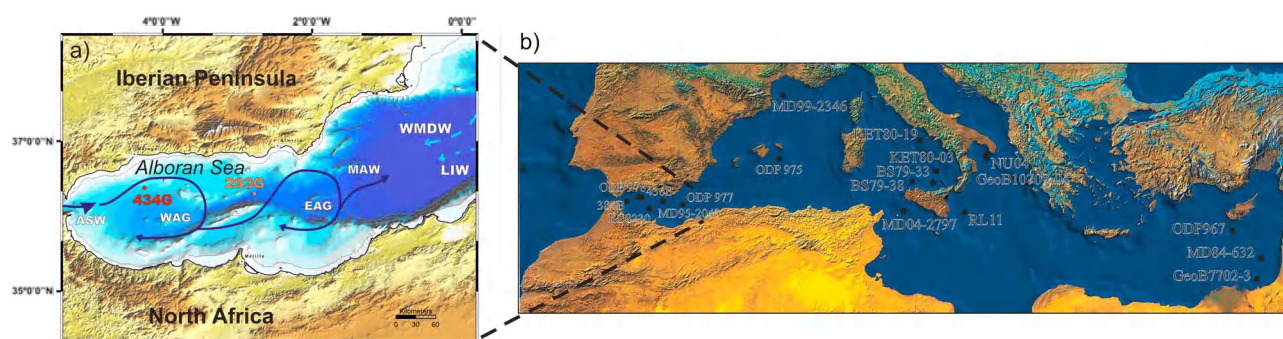 a)
4°0'0"W
2°0'0"W
0°0'0"
Iberian Peninsula
37°0'0"N
WMDW
Alboran Sea
MAW
LIW
293G
434G
ASW
WAG
EAG
Melilla
35°0'0"N
North Africa
Kilometers
0 30 60
b)
MD99-2346
KET80-19
KET80-03
NU04
ODP 975
BS79-33
BS79-38
ODP 977
MD95-2043
MD04-2797
RL11
ODP967
MD84-632
GeoB7702-3